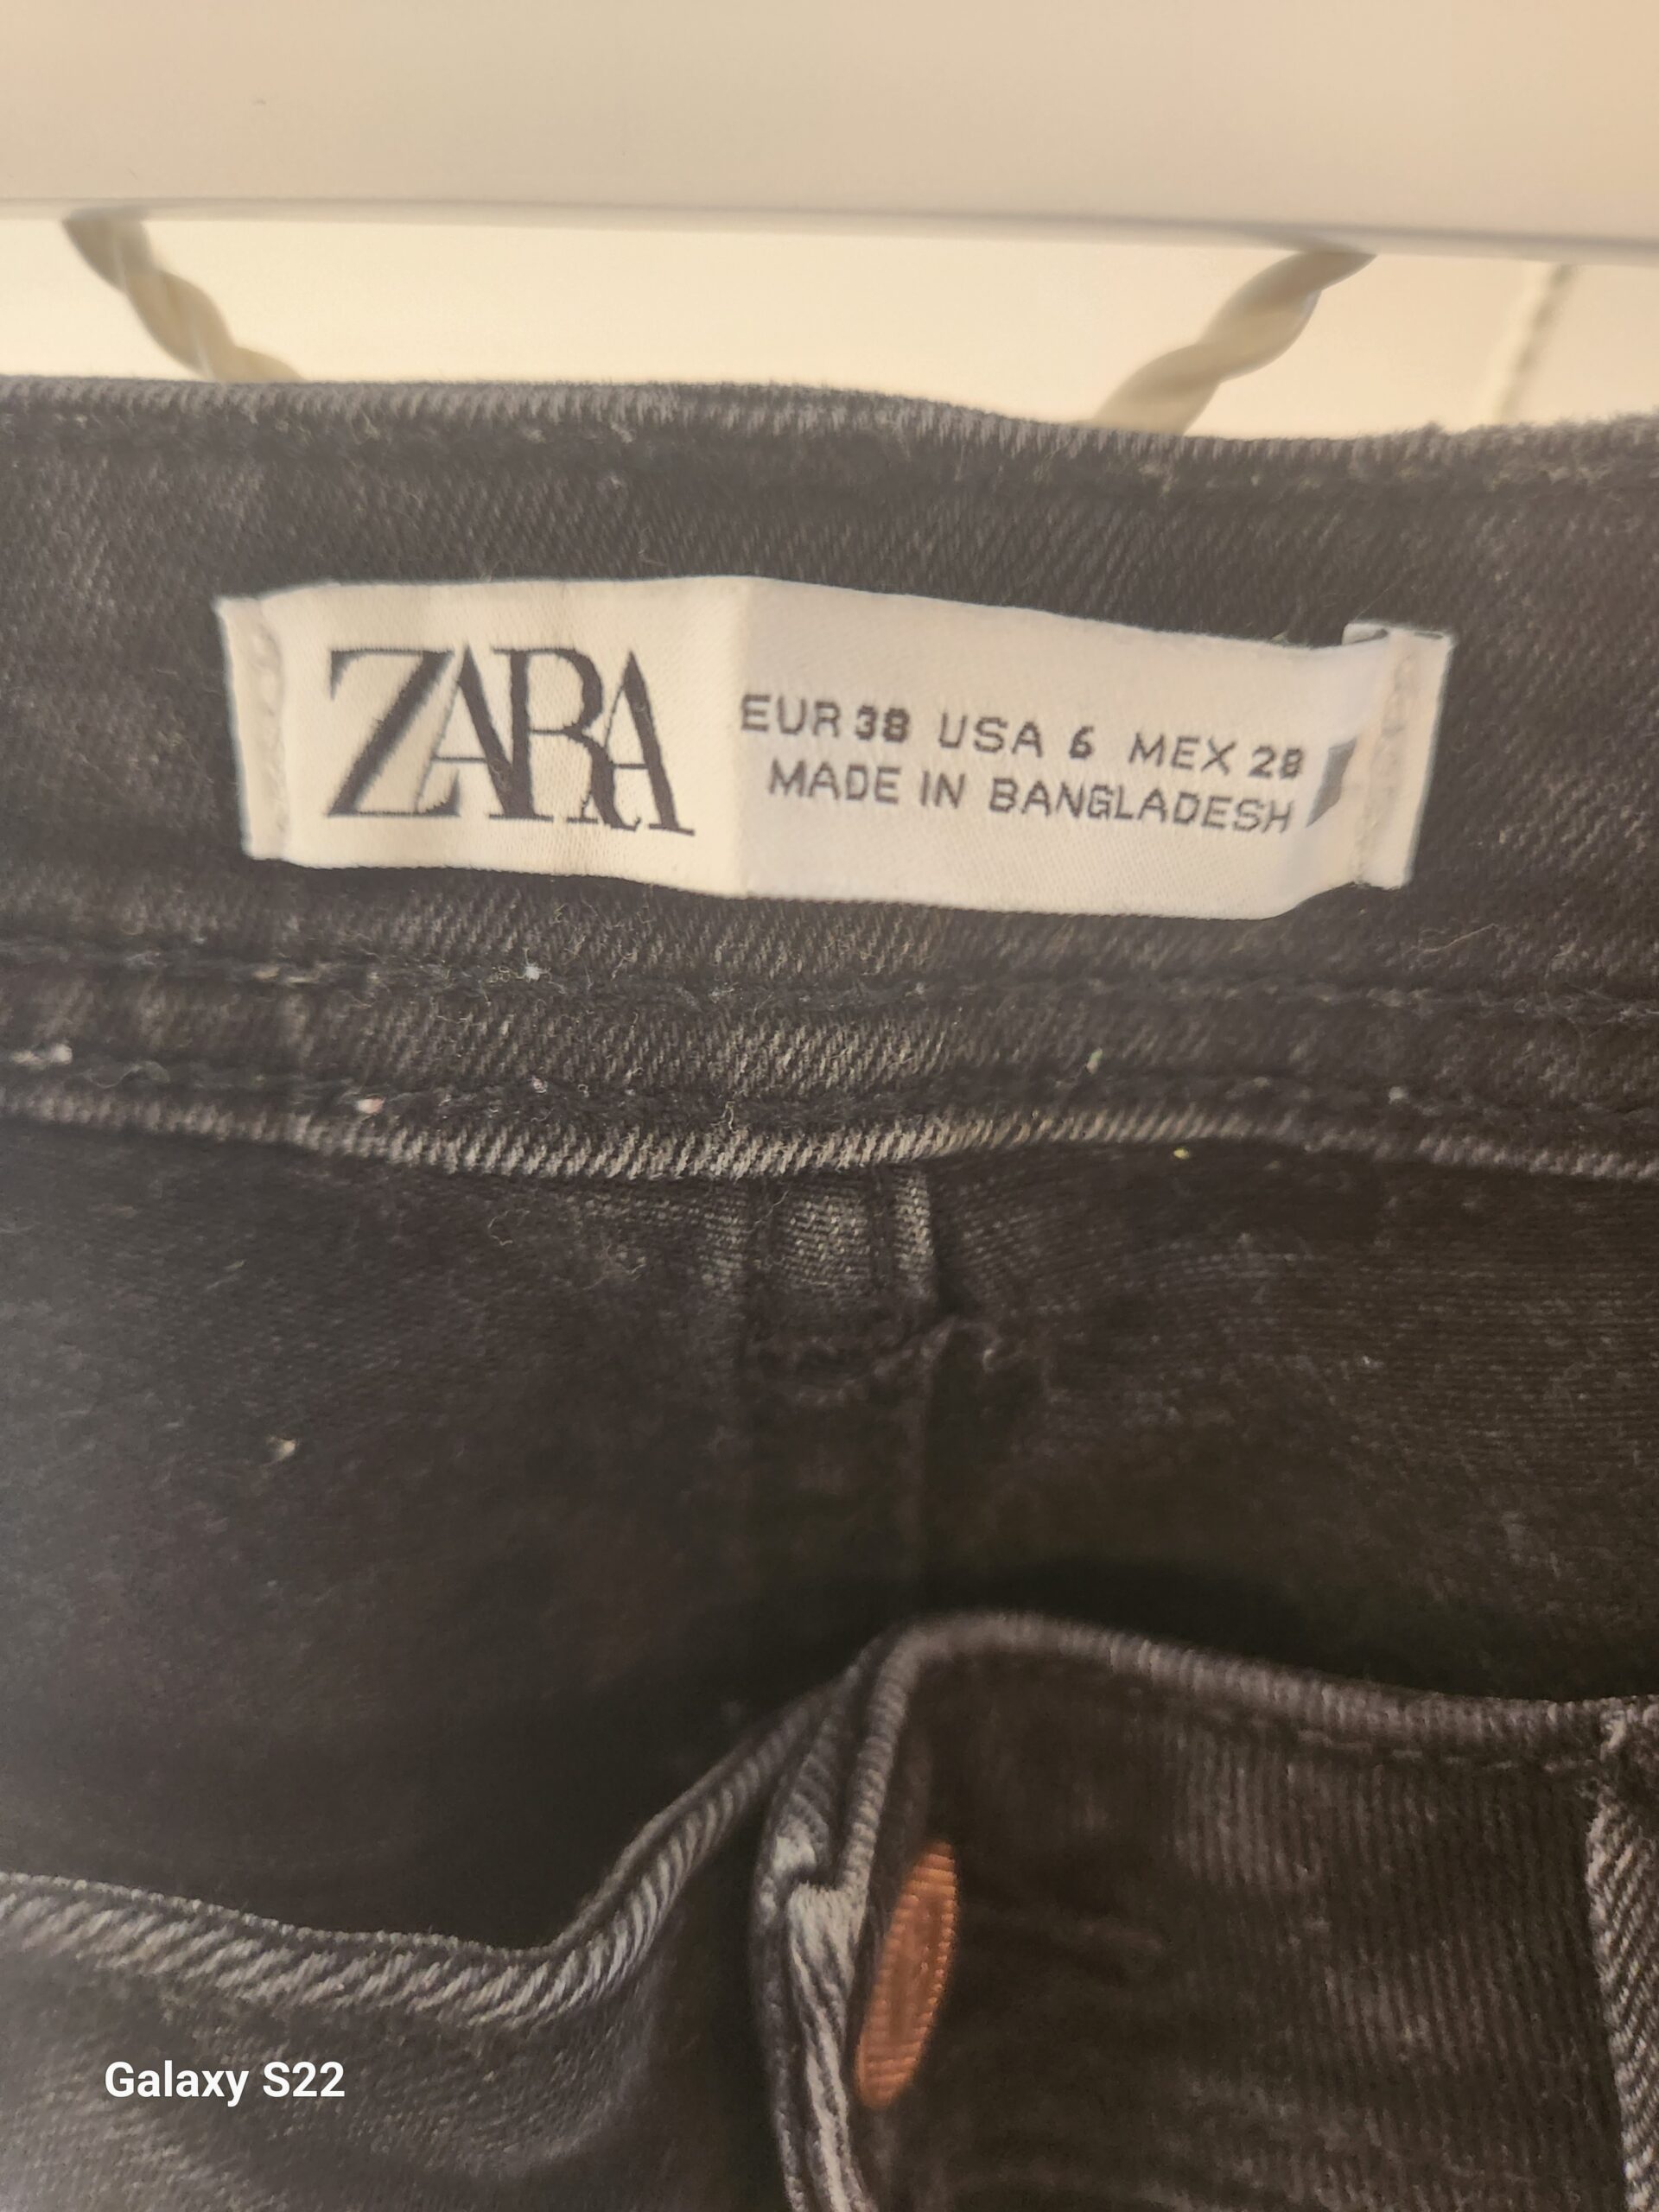 ZARA
EUR 38 USA 6 MEX 28
MADE IN BANGLADESH
Galaxy S22